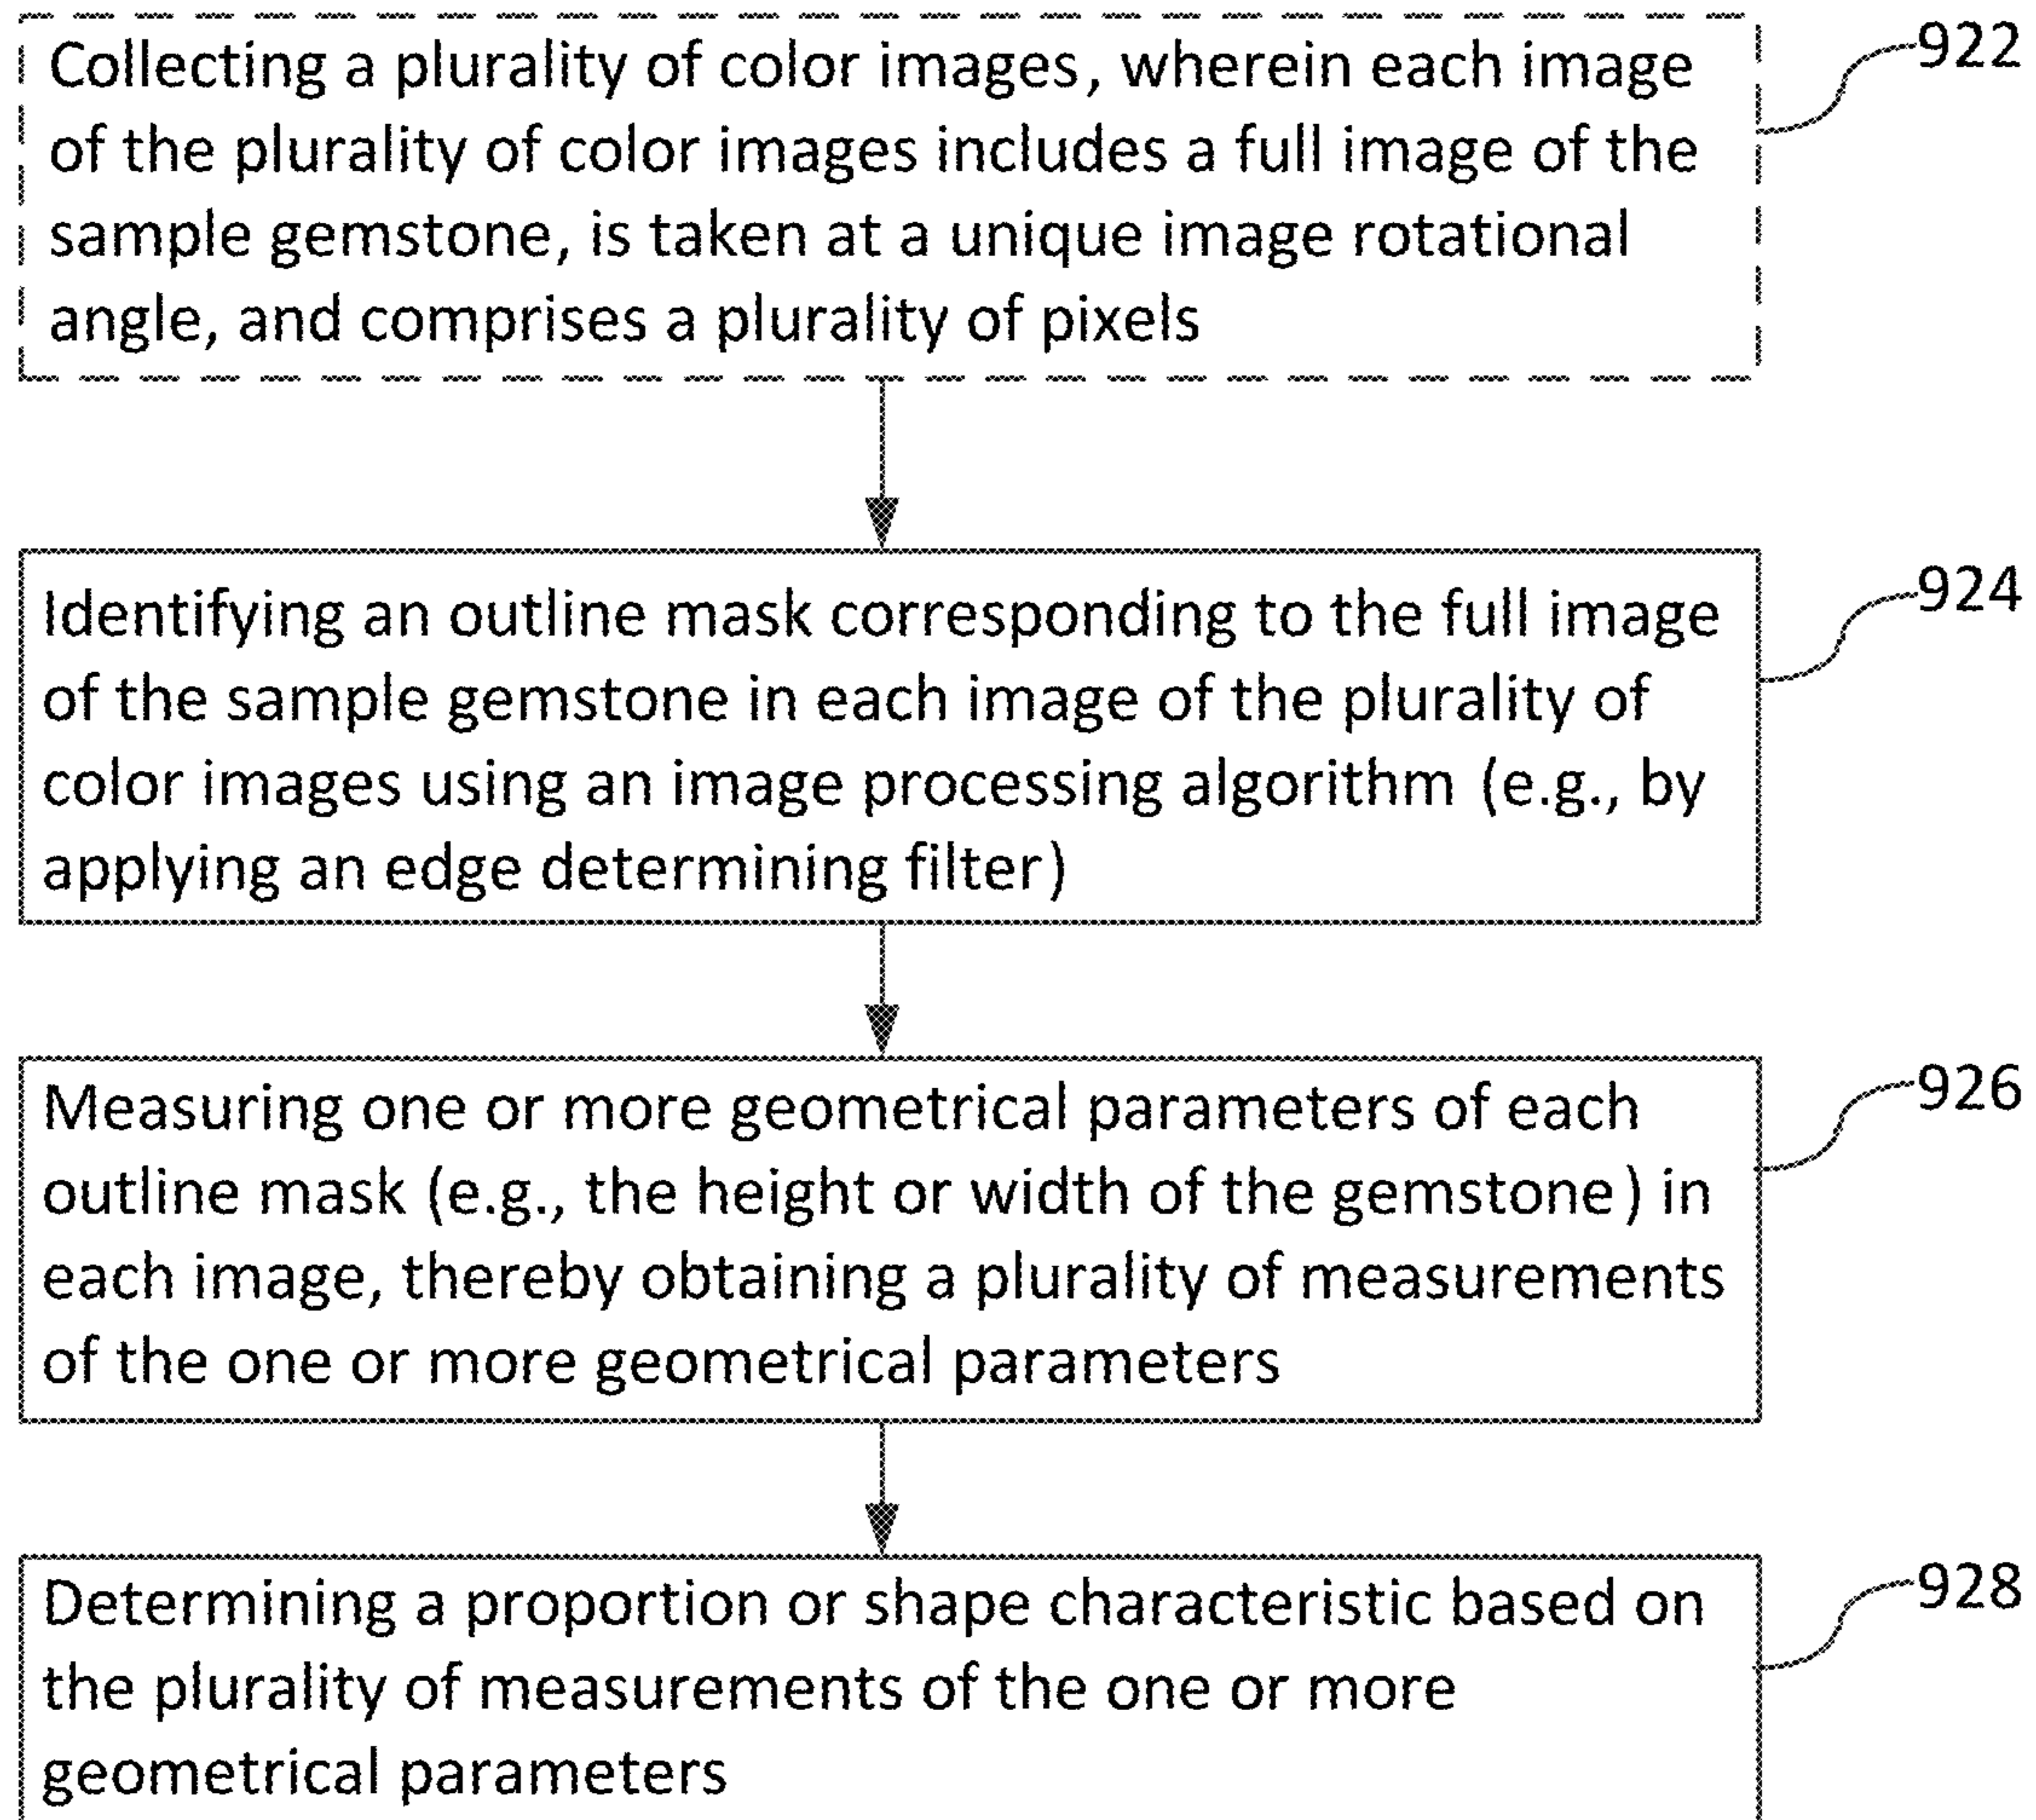 Collecting a plurality of color images, wherein each image
of the plurality of color images includes a full image of the
sample gemstone, is taken at a unique image rotational
angle, and comprises a plurality of pixels
922
Identifying an outline mask corresponding to the full image
of the sample gemstone in each image of the plurality of
color images using an image processing algorithm (e.g., by
applying an edge determining filter)
924
Measuring one or more geometrical parameters of each
outline mask (e.g., the height or width of the gemstone) in
each image, thereby obtaining a plurality of measurements
of the one or more geometrical parameters
926
Determining a proportion or shape characteristic based on
the plurality of measurements of the one or more
geometrical parameters
928